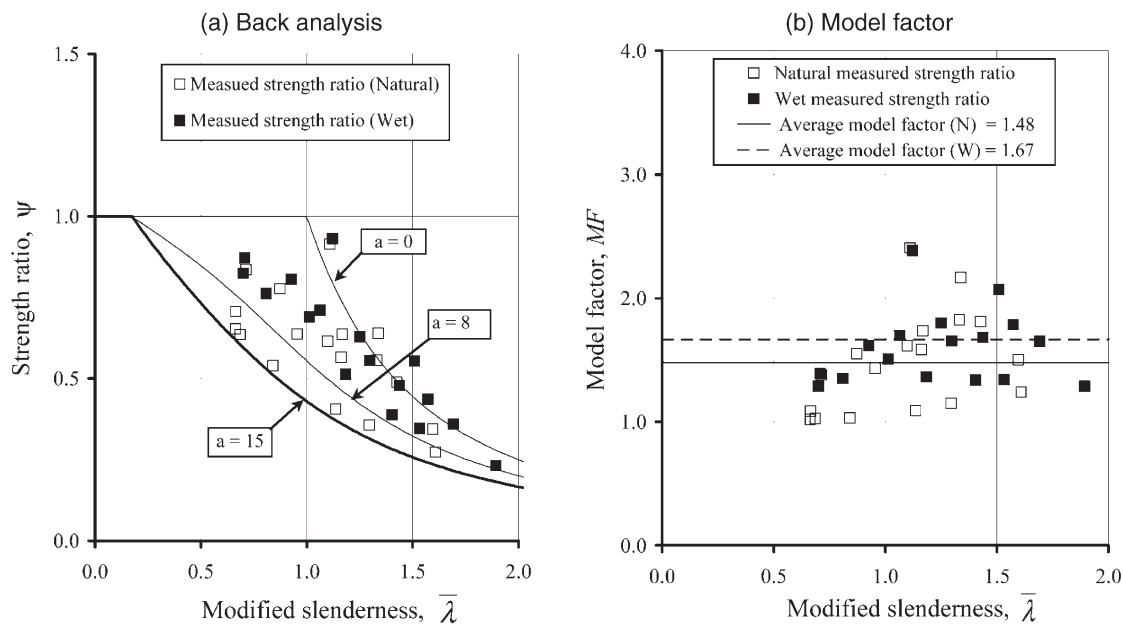 (a) Back analysis
1.5
1.0
0.5
0.0
0.0
0.5
1.0
1.5
2.0
Strength ratio, ψ
Modified slenderness, λ̅
Measued strength ratio (Natural)
Measued strength ratio (Wet)
a = 0
a = 8
a = 15
(b) Model factor
4.0
3.0
2.0
1.0
0.0
0.0
0.5
1.0
1.5
2.0
Model factor, MF
Modified slenderness, λ̅
Natural measured strength ratio
Wet measured strength ratio
Average model factor (N) = 1.48
Average model factor (W) = 1.67